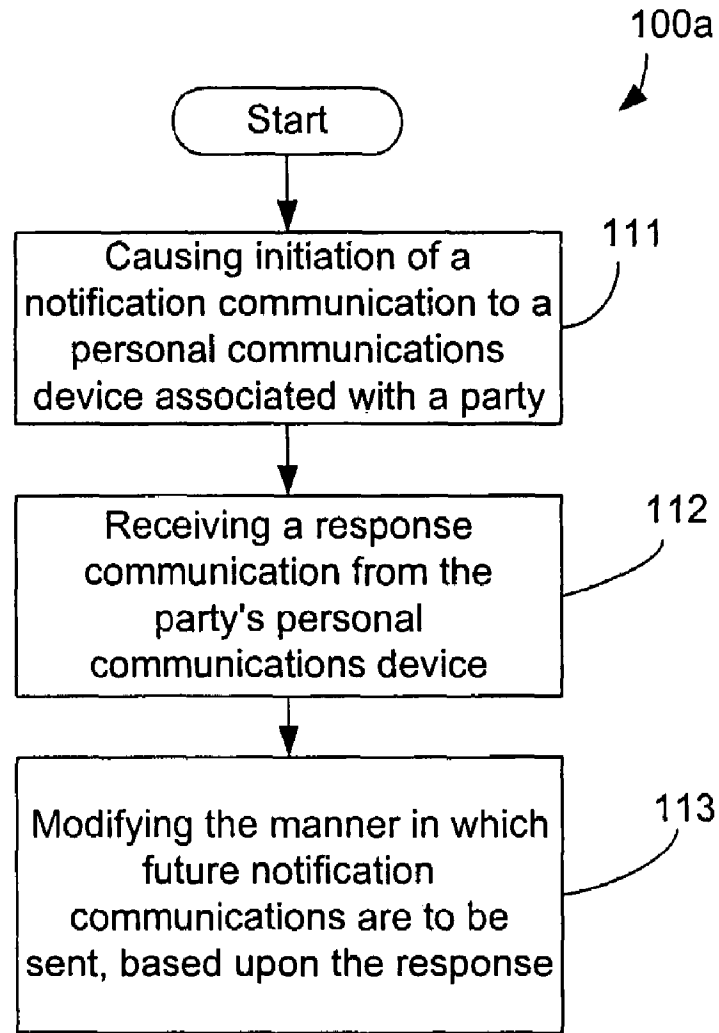 100a
Start
111
Causing initiation of a
notification communication to a
personal communications
device associated with a party
112
Receiving a response
communication from the
party's personal
communications device
113
Modifying the manner in which
future notification
communications are to be
sent, based upon the response